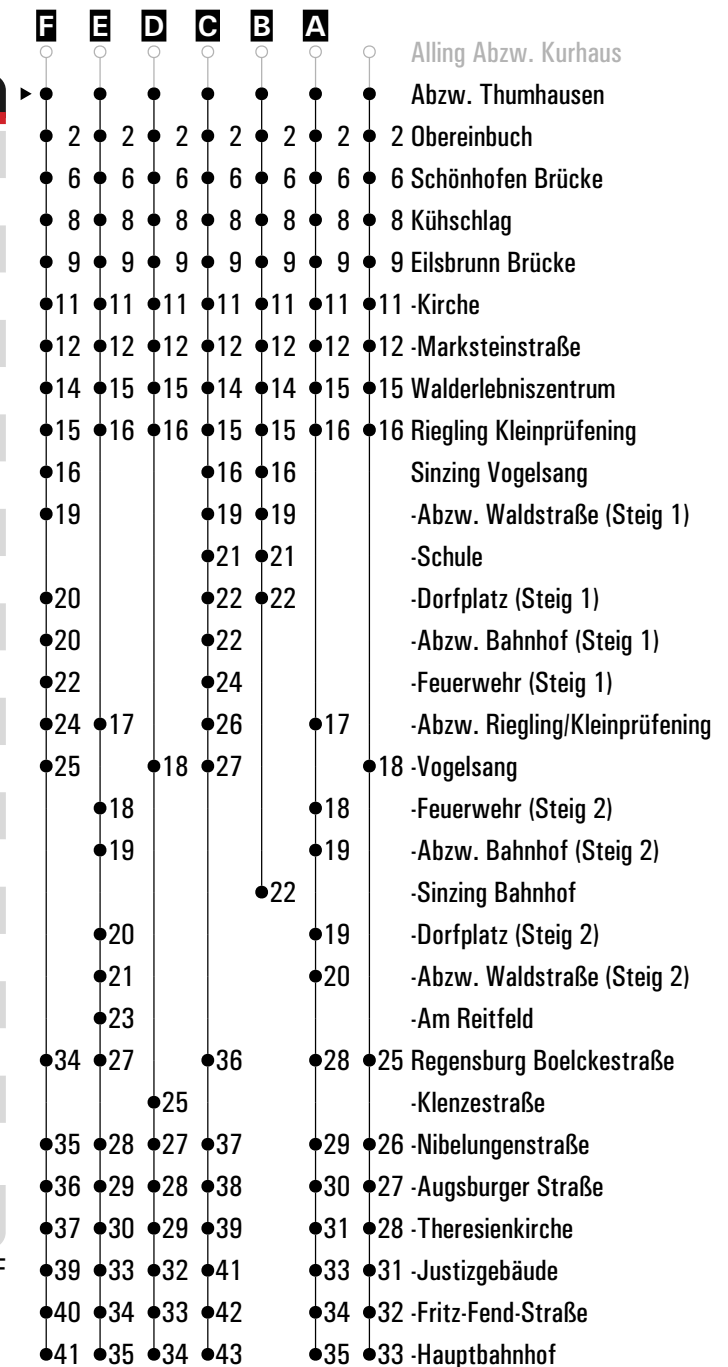 F E D C B A
Alling Abzw. Kurhaus
Abzw. Thumhausen
2 2 2 2 2 2 2 Obereinbuch
6 6 6 6 6 6 6 Schönhofen Brücke
8 8 8 8 8 8 8 Kühschlag
9 9 9 9 9 9 9 Eilsbrunn Brücke
11 11 11 11 11 11 11 -Kirche
12 12 12 12 12 12 12 -Marksteinstraße
14 15 15 14 14 15 15 Walderlebniszentrum
15 16 16 15 15 16 16 Riegling Kleinprüfening
16 16 16 Sinzing Vogelsang
19 19 19 -Abzw. Waldstraße (Steig 1)
21 21 -Schule
20 22 22 -Dorfplatz (Steig 1)
20 22 -Abzw. Bahnhof (Steig 1)
22 24 -Feuerwehr (Steig 1)
24 17 26 17 -Abzw. Riegling/Kleinprüfening
25 18 27 18 -Vogelsang
18 18 -Feuerwehr (Steig 2)
19 19 -Abzw. Bahnhof (Steig 2)
22 -Sinzing Bahnhof
20 19 -Dorfplatz (Steig 2)
21 20 -Abzw. Waldstraße (Steig 2)
23 -Am Reitfeld
34 27 36 28 25 Regensburg Boelckestraße
25 -Klenzestraße
35 28 27 37 29 26 -Nibelungenstraße
36 29 28 38 30 27 -Augsburger Straße
37 30 29 39 31 28 -Theresienkirche
39 33 32 41 33 31 -Justizgebäude
40 34 33 42 34 32 -Fritz-Fend-Straße
41 35 34 43 35 33 -Hauptbahnhof